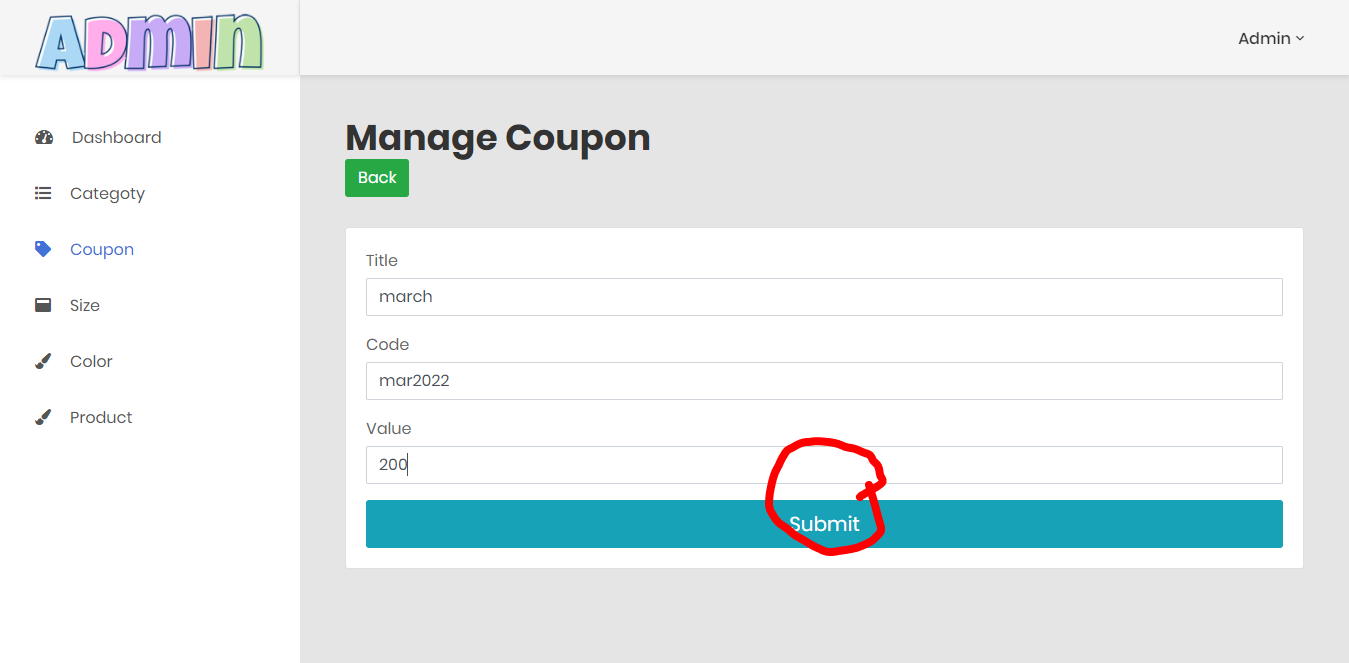 ADMIN
Admin
Dashboard
Categoty
Coupon
Size
Color
Product
Manage Coupon
Back
Title
march
Code
mar2022
Value
200
Submit